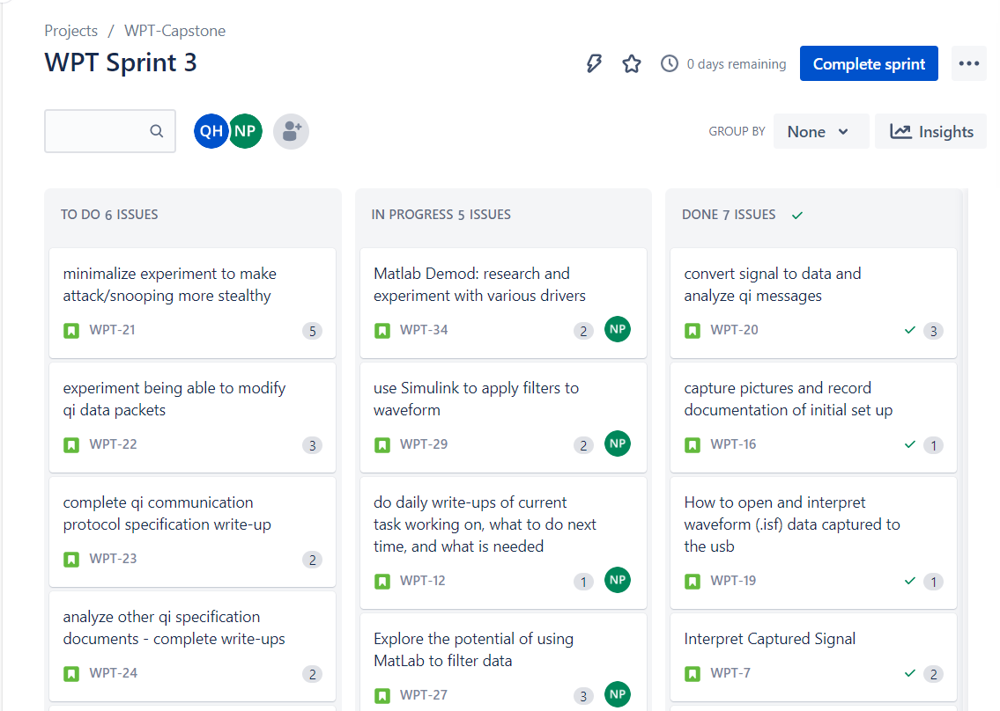 Projects / WPT-Capstone
WPT Sprint 3
0 days remaining
Complete sprint
QH NP
GROUP BY None
Insights
TO DO 6 ISSUES
minimalize experiment to make
attack/snooping more stealthy
WPT-21 5
experiment being able to modify
qi data packets
WPT-22 3
complete qi communication
protocol specification write-up
WPT-23 2
analyze other qi specification
documents - complete write-ups
WPT-24 2
IN PROGRESS 5 ISSUES
Matlab Demod: research and
experiment with various drivers
WPT-34 2 NP
use Simulink to apply filters to
waveform
WPT-29 2 NP
do daily write-ups of current
task working on, what to do next
time, and what is needed
WPT-12 1 NP
Explore the potential of using
MatLab to filter data
WPT-27 3 NP
DONE 7 ISSUES
convert signal to data and
analyze qi messages
WPT-20 3
capture pictures and record
documentation of initial set up
WPT-16 1
How to open and interpret
waveform (.isf) data captured to
the usb
WPT-19 1
Interpret Captured Signal
WPT-7 2